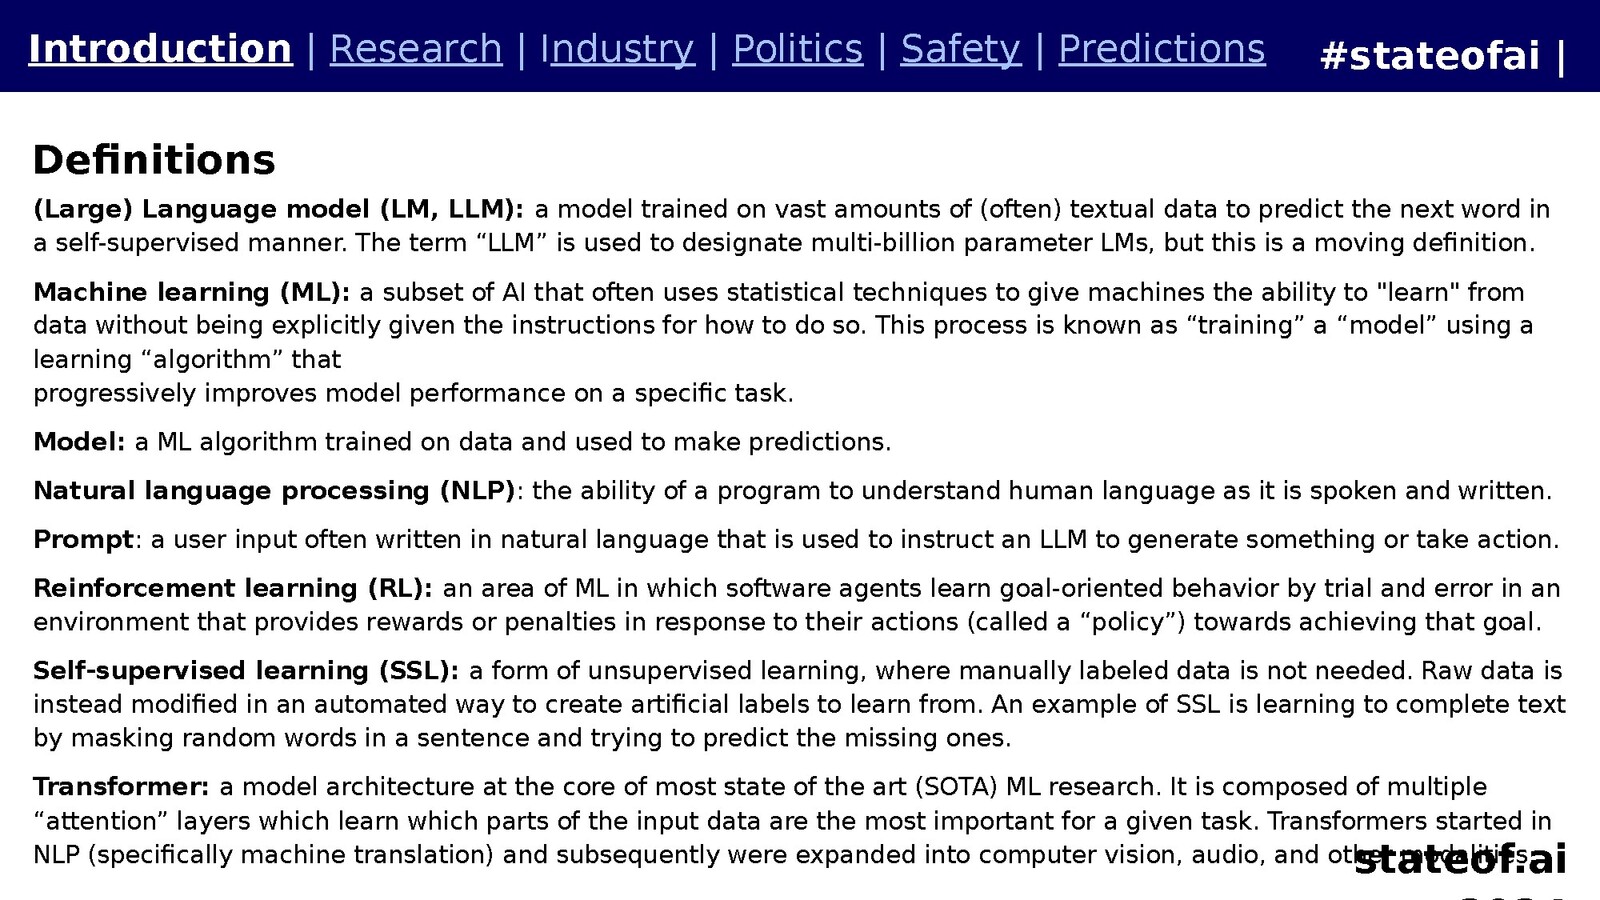 Introduction | Research | Industry | Politics | Safety | Predictions
#stateofai |
Definitions
(Large) Language model (LM, LLM): a model trained on vast amounts of (often) textual data to predict the next word in
a self-supervised manner. The term “LLM” is used to designate multi-billion parameter LMs, but this is a moving definition.
Machine learning (ML): a subset of AI that often uses statistical techniques to give machines the ability to "learn" from
data without being explicitly given the instructions for how to do so. This process is known as “training” a “model” using a
learning “algorithm” that
progressively improves model performance on a specific task.
Model: a ML algorithm trained on data and used to make predictions.
Natural language processing (NLP): the ability of a program to understand human language as it is spoken and written.
Prompt: a user input often written in natural language that is used to instruct an LLM to generate something or take action.
Reinforcement learning (RL): an area of ML in which software agents learn goal-oriented behavior by trial and error in an
environment that provides rewards or penalties in response to their actions (called a “policy”) towards achieving that goal.
Self-supervised learning (SSL): a form of unsupervised learning, where manually labeled data is not needed. Raw data is
instead modified in an automated way to create artificial labels to learn from. An example of SSL is learning to complete text
by masking random words in a sentence and trying to predict the missing ones.
Transformer: a model architecture at the core of most state of the art (SOTA) ML research. It is composed of multiple
“attention” layers which learn which parts of the input data are the most important for a given task. Transformers started in
NLP (specifically machine translation) and subsequently were expanded into computer vision, audio, and other modalities.
stateof.ai